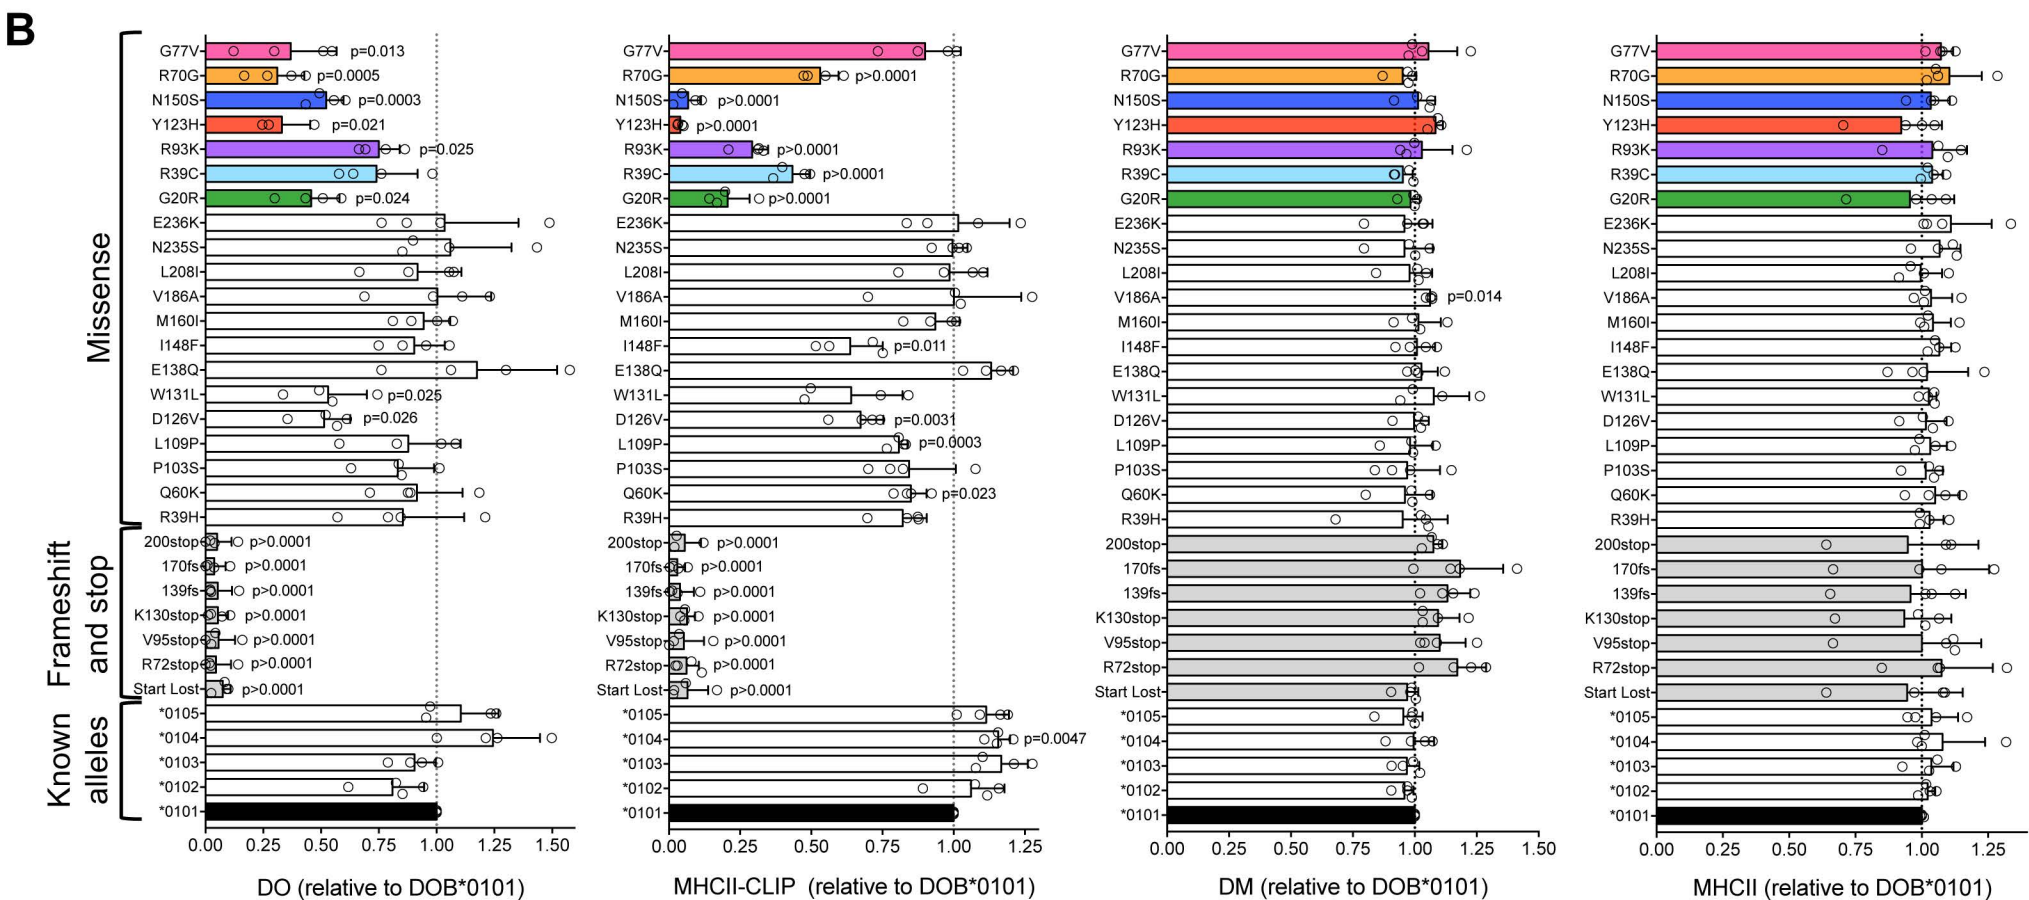 B
Missense
Frameshift
and stop
Known
alleles
G77V p=0.013
R70G p=0.0005
N150S p=0.0003
Y123H p=0.021
R93K p=0.025
R39C
G20R p=0.024
E236K
N235S
L208I
V186A
M160I
I148F
E138Q
W131L p=0.025
D126V p=0.026
L109P
P103S
Q60K
R39H
200stop p>0.0001
170fs p>0.0001
139fs p>0.0001
K130stop p>0.0001
V95stop p>0.0001
R72stop p>0.0001
Start Lost p>0.0001
*0105
*0104
*0103
*0102
*0101
0.00 0.25 0.50 0.75 1.00 1.25 1.50
DO (relative to DOB*0101)
G77V
R70G p>0.0001
N150S p>0.0001
Y123H p>0.0001
R93K p>0.0001
R39C p>0.0001
G20R p>0.0001
E236K
N235S
L208I
V186A
M160I
I148F p=0.011
E138Q
W131L
D126V p=0.0031
L109P p=0.0003
P103S
Q60K p=0.023
R39H
200stop p>0.0001
170fs p>0.0001
139fs p>0.0001
K130stop p>0.0001
V95stop p>0.0001
R72stop p>0.0001
Start Lost p>0.0001
*0105
*0104 p=0.0047
*0103
*0102
*0101
0.00 0.25 0.50 0.75 1.00 1.25
MHCII-CLIP (relative to DOB*0101)
G77V
R70G
N150S
Y123H
R93K
R39C
G20R
E236K
N235S
L208I
V186A p=0.014
M160I
I148F
E138Q
W131L
D126V
L109P
P103S
Q60K
R39H
200stop
170fs
139fs
K130stop
V95stop
R72stop
Start Lost
*0105
*0104
*0103
*0102
*0101
0.00 0.25 0.50 0.75 1.00 1.25 1.50
DM (relative to DOB*0101)
G77V
R70G
N150S
Y123H
R93K
R39C
G20R
E236K
N235S
L208I
V186A
M160I
I148F
E138Q
W131L
D126V
L109P
P103S
Q60K
R39H
200stop
170fs
139fs
K130stop
V95stop
R72stop
Start Lost
*0105
*0104
*0103
*0102
*0101
0.00 0.25 0.50 0.75 1.00 1.25
MHCII (relative to DOB*0101)